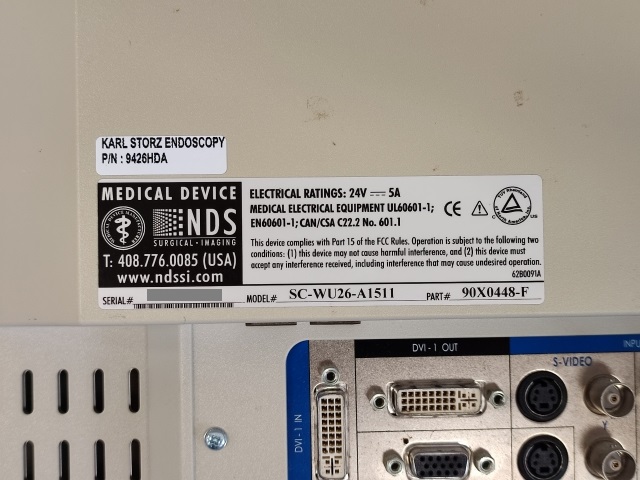 KARL STORZ ENDOSCOPY
P/N : 9426HDA
MEDICAL DEVICE
NDS
SURGICAL · IMAGING
T: 408.776.0085 (USA)
www.ndssi.com
ELECTRICAL RATINGS: 24V ⎓ 5A
MEDICAL ELECTRICAL EQUIPMENT UL60601-1;
EN60601-1; CAN/CSA C22.2 No. 601.1
CE
C US
This device complies with Part 15 of the FCC Rules. Operation is subject to the following two
conditions: (1) this device may not cause harmful interference, and (2) this device must
accept any interference received, including interference that may cause undesired operation.
62B0091A
SERIAL# MODEL# SC-WU26-A1511 PART# 90X0448-F
DVI - 1 OUT
INPU
S-VIDEO
DVI - 1 IN
Y